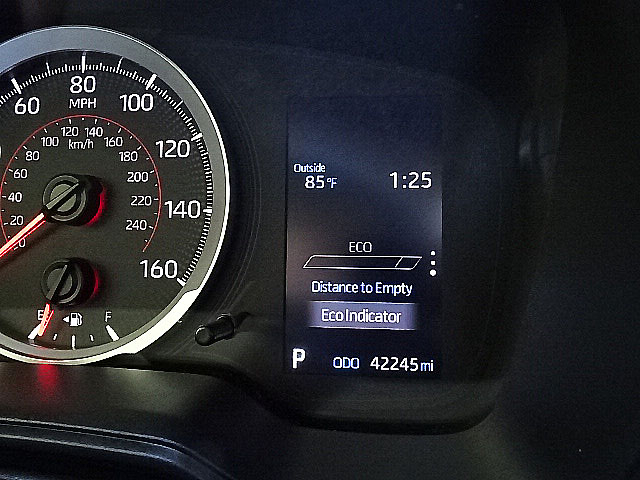 60
80
100
120
140
160
MPH
0
20
40
60
80
100
120
140
160
180
200
220
240
km/h
E
F
Outside
85°F
1:25
ECO
Distance to Empty
Eco Indicator
P
ODO 42245 mi